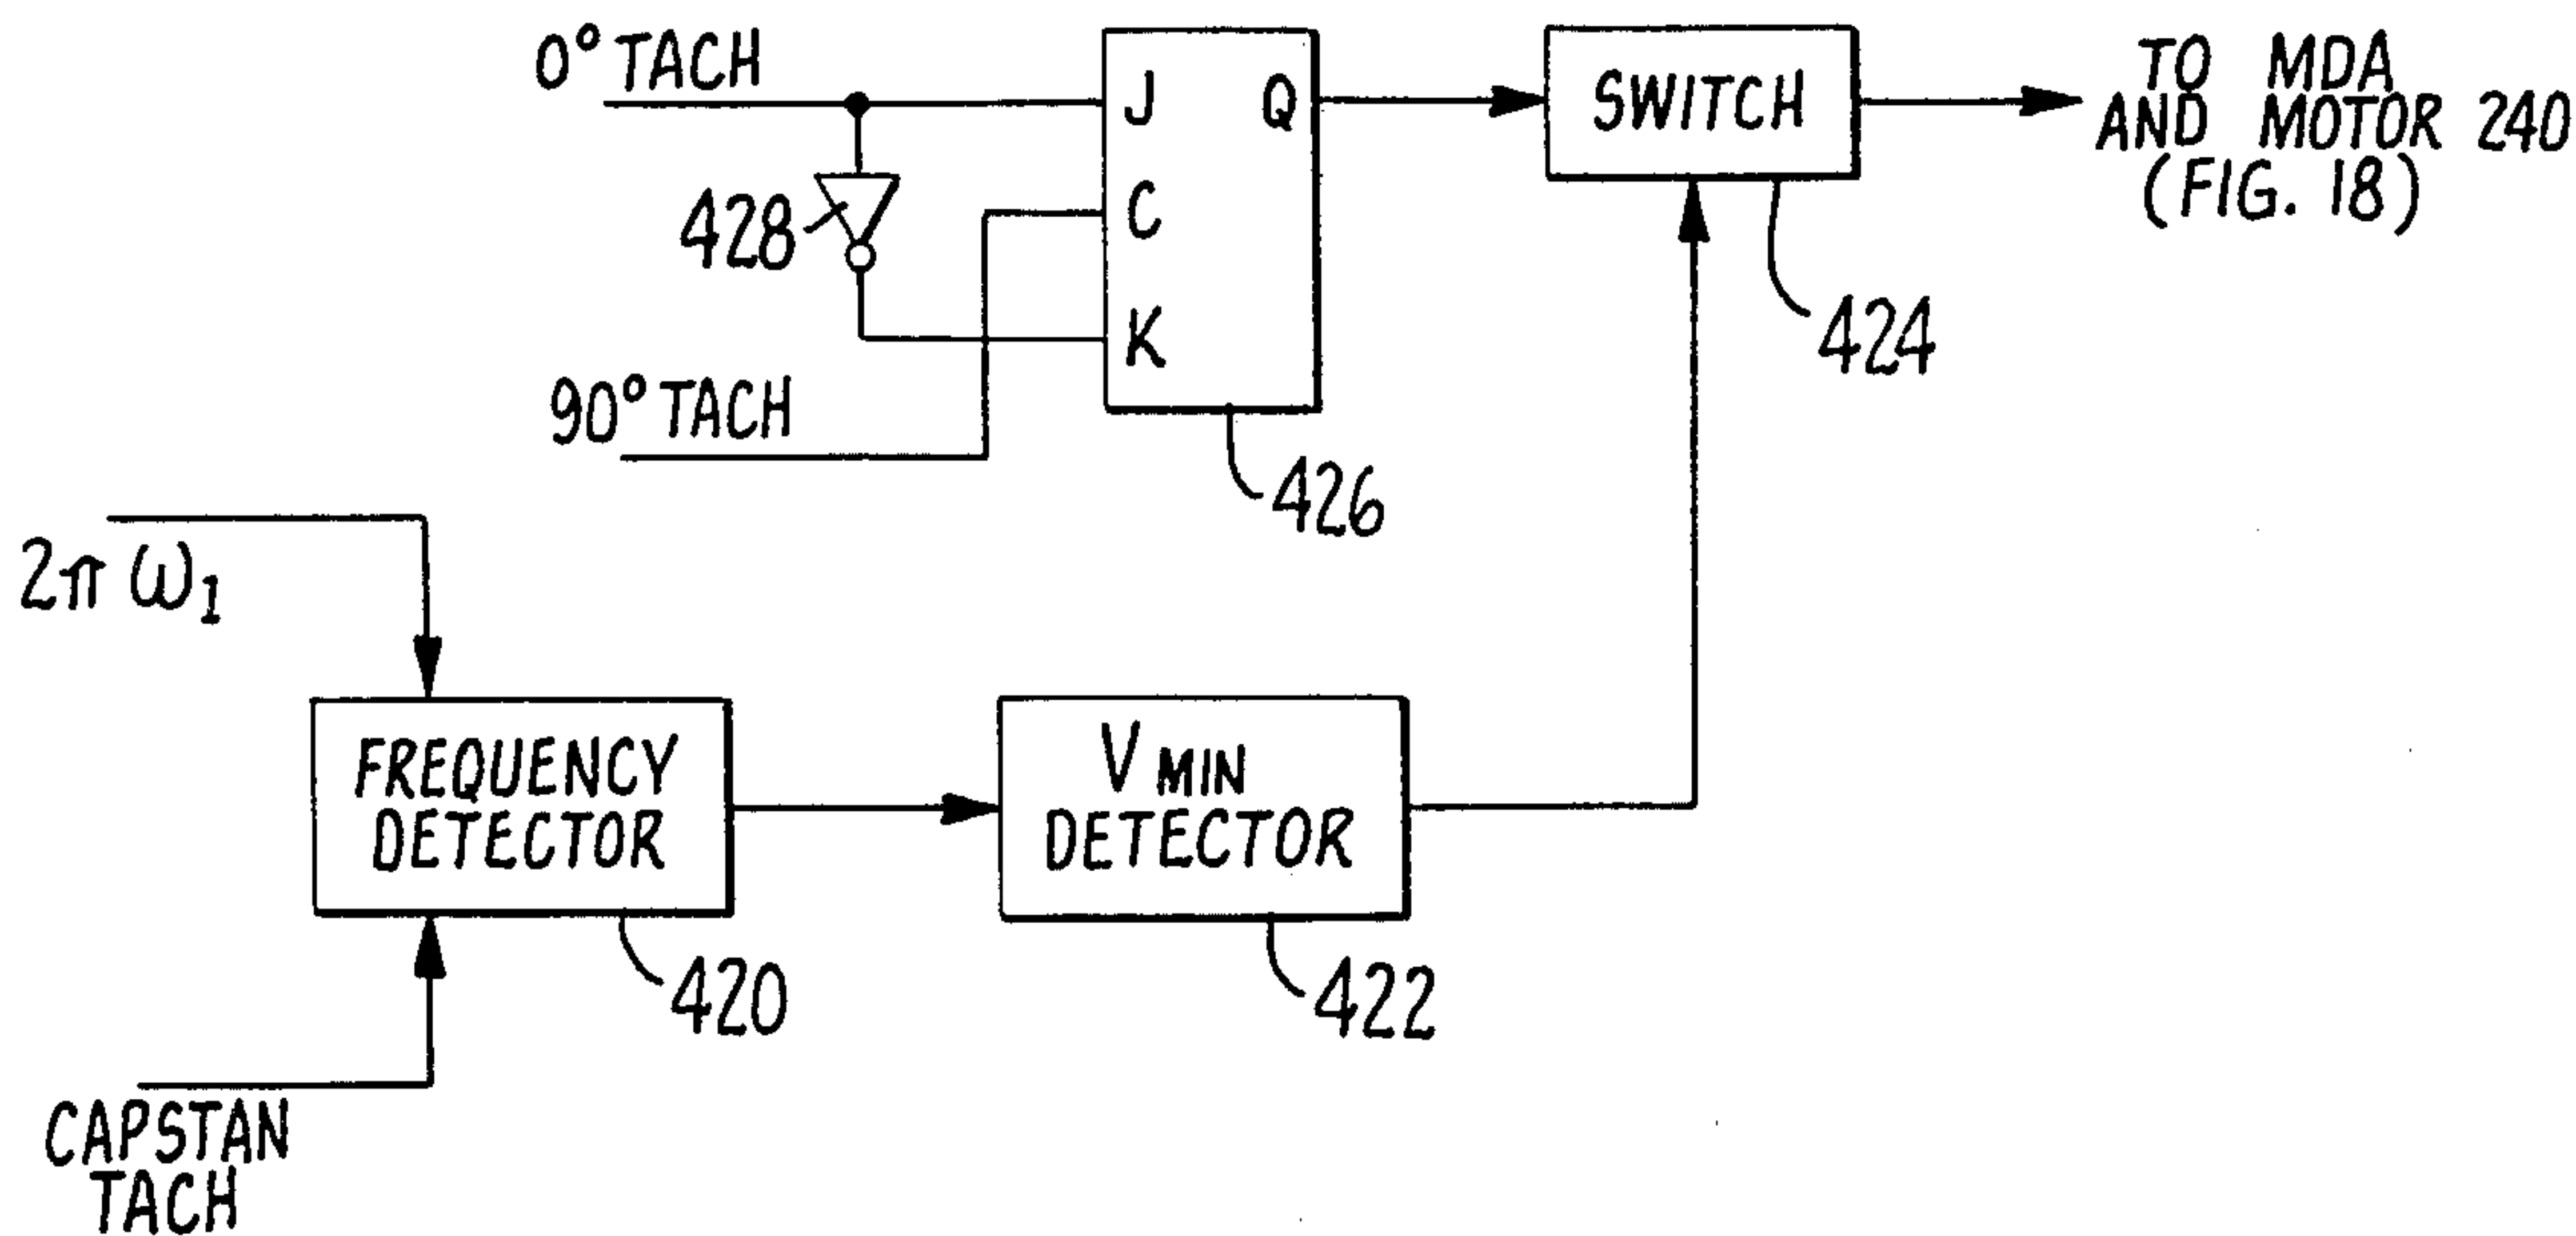 0° TACH
J
Q
C
K
SWITCH
TO MDA
AND MOTOR 240
(FIG. 18)
428
424
90° TACH
426
2π ω₁
FREQUENCY
DETECTOR
V MIN
DETECTOR
420
422
CAPSTAN
TACH